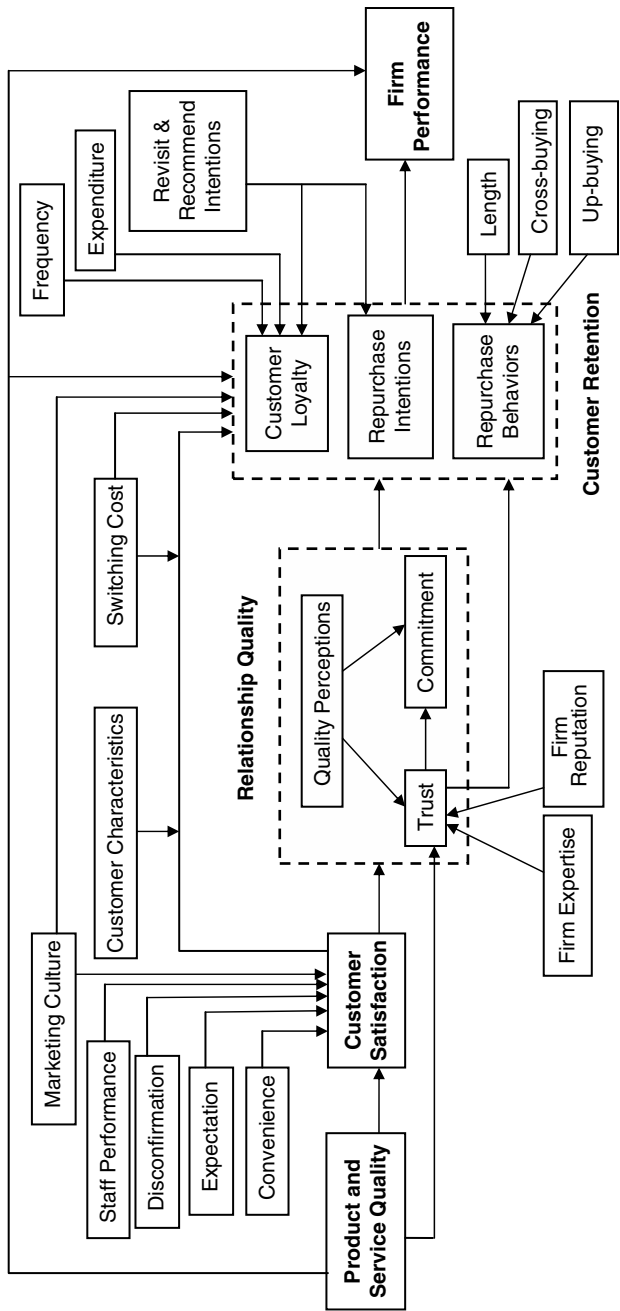 Marketing Culture
Staff Performance
Disconfirmation
Expectation
Convenience
Product and
Service Quality
Customer
Satisfaction
Customer Characteristics
Switching Cost
Relationship Quality
Quality Perceptions
Trust
Commitment
Firm Expertise
Firm
Reputation
Frequency
Expenditure
Revisit &
Recommend
Intentions
Customer
Loyalty
Repurchase
Intentions
Repurchase
Behaviors
Customer Retention
Firm
Performance
Length
Cross-buying
Up-buying